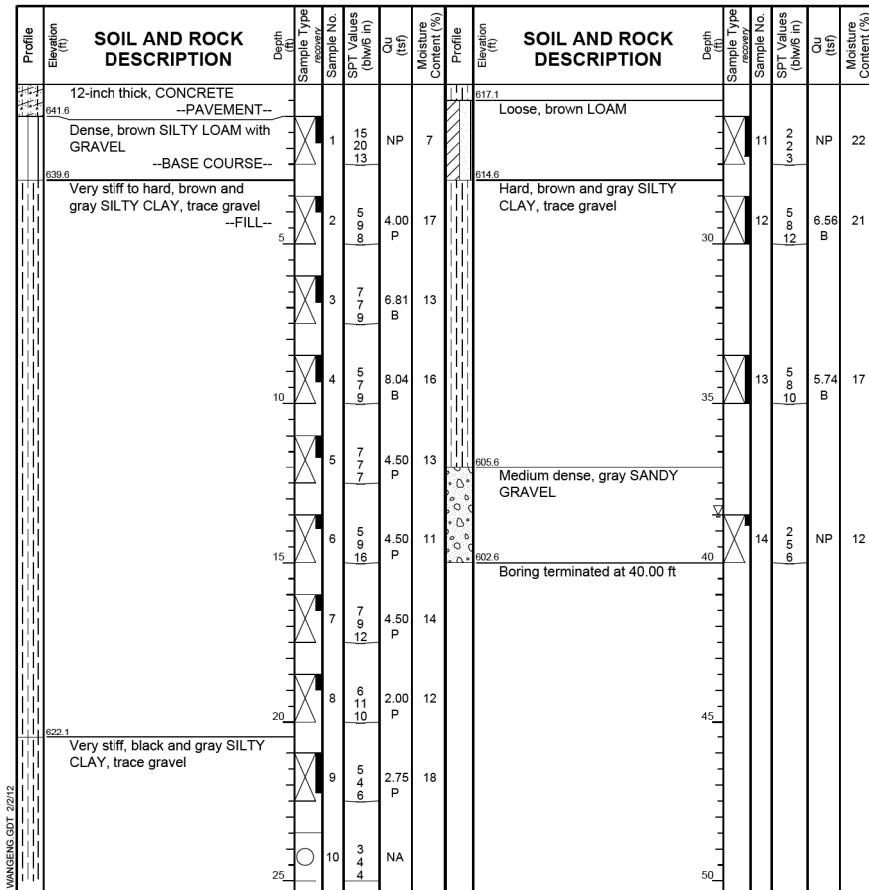 Profile
Elevation (ft)
SOIL AND ROCK DESCRIPTION
Depth (ft)
Sample Type recovery
Sample No.
SPT Values (blw/6 in)
Qu (tsf)
Moisture Content (%)
Profile
Elevation (ft)
SOIL AND ROCK DESCRIPTION
Depth (ft)
Sample Type recovery
Sample No.
SPT Values (blw/6 in)
Qu (tsf)
Moisture Content (%)
12-inch thick, CONCRETE
641.6 --PAVEMENT--
Dense, brown SILTY LOAM with
GRAVEL
--BASE COURSE--
1 15 20 13 NP 7
639.6
Very stiff to hard, brown and
gray SILTY CLAY, trace gravel
--FILL--
5
2 5 9 8 4.00 P 17
3 7 7 9 6.81 B 13
10
4 5 7 9 8.04 B 16
5 7 7 7 4.50 P 13
15
6 5 9 16 4.50 P 11
7 7 9 12 4.50 P 14
20
8 6 11 10 2.00 P 12
622.1
Very stiff, black and gray SILTY
CLAY, trace gravel
9 5 4 6 2.75 P 18
25
10 3 4 4 NA
617.1
Loose, brown LOAM
11 2 2 3 NP 22
614.6
Hard, brown and gray SILTY
CLAY, trace gravel
30
12 5 8 12 6.56 B 21
35
13 5 8 10 5.74 B 17
605.6
Medium dense, gray SANDY
GRAVEL
14 2 5 6 NP 12
602.6 40
Boring terminated at 40.00 ft
45
50
WANGENG.GDT 2/2/12